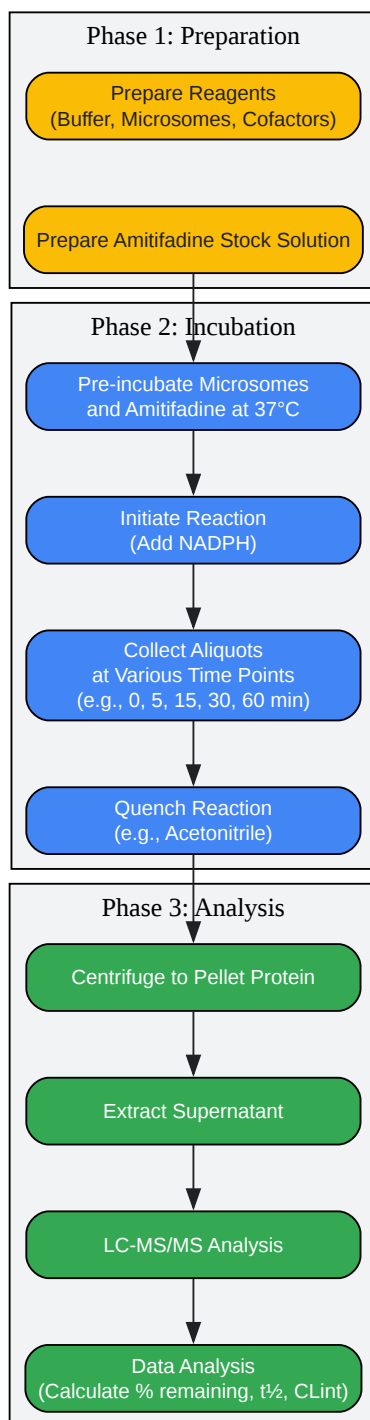 Phase 1: Preparation
Prepare Reagents
(Buffer, Microsomes, Cofactors)
Prepare Amitifadine Stock Solution
Phase 2: Incubation
Pre-incubate Microsomes
and Amitifadine at 37°C
Initiate Reaction
(Add NADPH)
Collect Aliquots
at Various Time Points
(e.g., 0, 5, 15, 30, 60 min)
Quench Reaction
(e.g., Acetonitrile)
Phase 3: Analysis
Centrifuge to Pellet Protein
Extract Supernatant
LC-MS/MS Analysis
Data Analysis
(Calculate % remaining, t½, CLint)